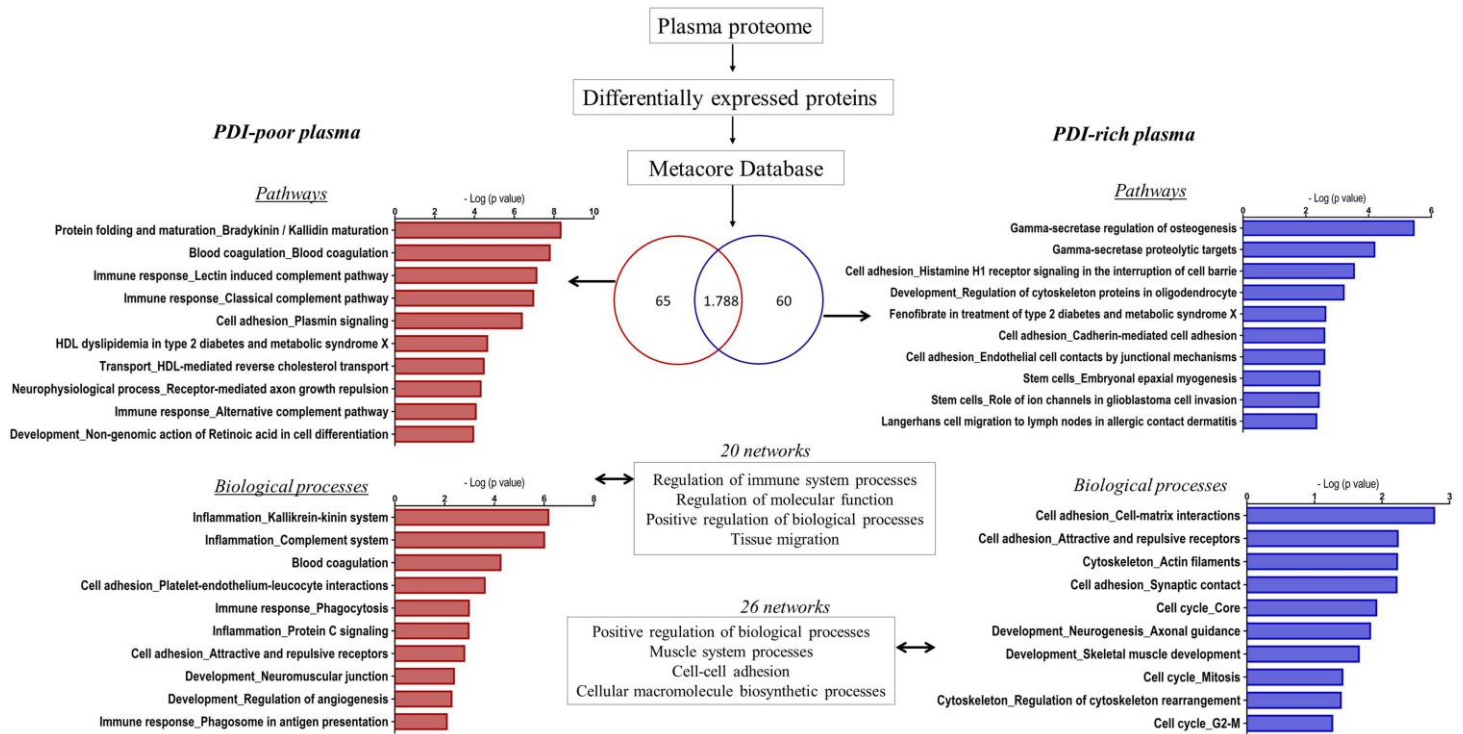 Plasma proteome
Differentially expressed proteins
Metacore Database
PDI-poor plasma
Pathways
- Log (p value)
0 2 4 6 8 10
Protein folding and maturation_Bradykinin / Kallidin maturation
Blood coagulation_Blood coagulation
Immune response_Lectin induced complement pathway
Immune response_Classical complement pathway
Cell adhesion_Plasmin signaling
HDL dyslipidemia in type 2 diabetes and metabolic syndrome X
Transport_HDL-mediated reverse cholesterol transport
Neurophysiological process_Receptor-mediated axon growth repulsion
Immune response_Alternative complement pathway
Development_Non-genomic action of Retinoic acid in cell differentiation
65 1.788 60
PDI-rich plasma
Pathways
- Log (p value)
0 2 4 6
Gamma-secretase regulation of osteogenesis
Gamma-secretase proteolytic targets
Cell adhesion_Histamine H1 receptor signaling in the interruption of cell barrie
Development_Regulation of cytoskeleton proteins in oligodendrocyte
Fenofibrate in treatment of type 2 diabetes and metabolic syndrome X
Cell adhesion_Cadherin-mediated cell adhesion
Cell adhesion_Endothelial cell contacts by junctional mechanisms
Stem cells_Embryonal epaxial myogenesis
Stem cells_Role of ion channels in glioblastoma cell invasion
Langerhans cell migration to lymph nodes in allergic contact dermatitis
Biological processes
- Log (p value)
0 2 4 6 8
Inflammation_Kallikrein-kinin system
Inflammation_Complement system
Blood coagulation
Cell adhesion_Platelet-endothelium-leucocyte interactions
Immune response_Phagocytosis
Inflammation_Protein C signaling
Cell adhesion_Attractive and repulsive receptors
Development_Neuromuscular junction
Development_Regulation of angiogenesis
Immune response_Phagosome in antigen presentation
20 networks
Regulation of immune system processes
Regulation of molecular function
Positive regulation of biological processes
Tissue migration
26 networks
Positive regulation of biological processes
Muscle system processes
Cell-cell adhesion
Cellular macromolecule biosynthetic processes
Biological processes
- Log (p value)
0 1 2 3
Cell adhesion_Cell-matrix interactions
Cell adhesion_Attractive and repulsive receptors
Cytoskeleton_Actin filaments
Cell adhesion_Synaptic contact
Cell cycle_Core
Development_Neurogenesis_Axonal guidance
Development_Skeletal muscle development
Cell cycle_Mitosis
Cytoskeleton_Regulation of cytoskeleton rearrangement
Cell cycle_G2-M